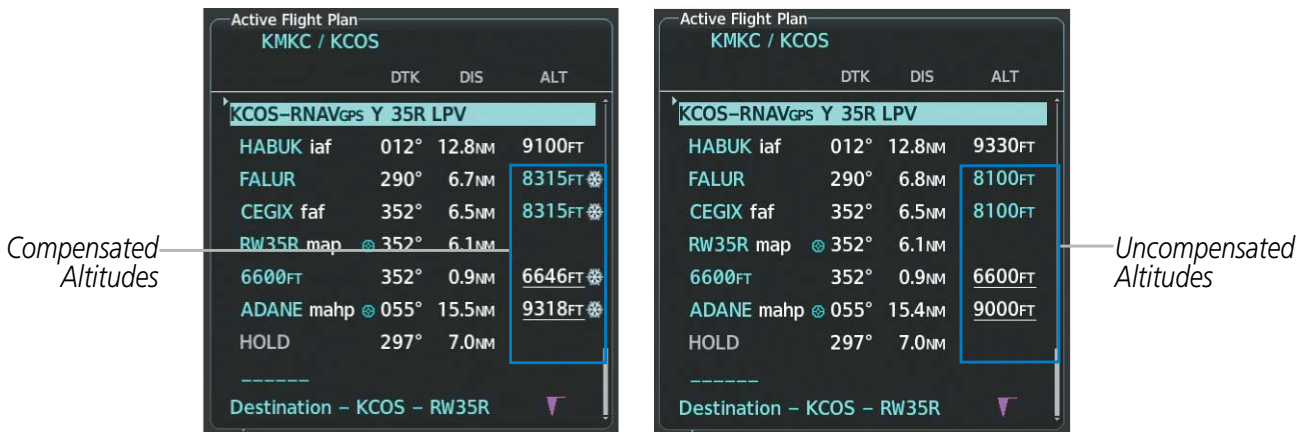 Active Flight Plan
KMKC / KCOS
DTK DIS ALT
KCOS–RNAVGPS Y 35R LPV
HABUK iaf 012° 12.8NM 9100FT
FALUR 290° 6.7NM 8315FT
CEGIX faf 352° 6.5NM 8315FT
RW35R map 352° 6.1NM
6600FT 352° 0.9NM 6646FT
ADANE mahp 055° 15.5NM 9318FT
HOLD 297° 7.0NM
______
Destination – KCOS – RW35R
Compensated
Altitudes
Active Flight Plan
KMKC / KCOS
DTK DIS ALT
KCOS–RNAVGPS Y 35R LPV
HABUK iaf 012° 12.8NM 9330FT
FALUR 290° 6.8NM 8100FT
CEGIX faf 352° 6.5NM 8100FT
RW35R map 352° 6.1NM
6600FT 352° 0.9NM 6600FT
ADANE mahp 055° 15.4NM 9000FT
HOLD 297° 7.0NM
______
Destination – KCOS – RW35R
Uncompensated
Altitudes